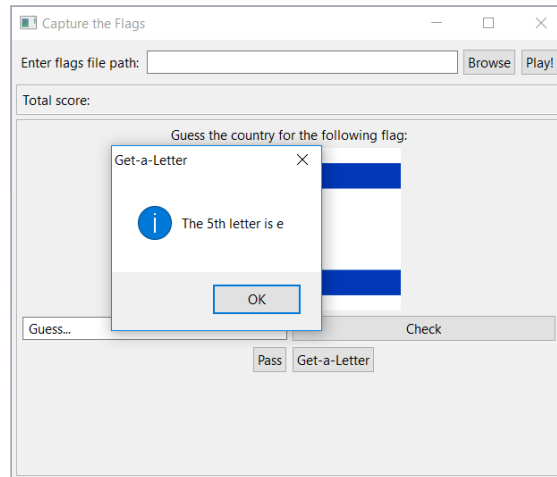 Capture the Flags
Enter flags file path: Browse Play!
Total score:
Guess the country for the following flag:
Get-a-Letter
The 5th letter is e
OK
Guess... Check
Pass Get-a-Letter